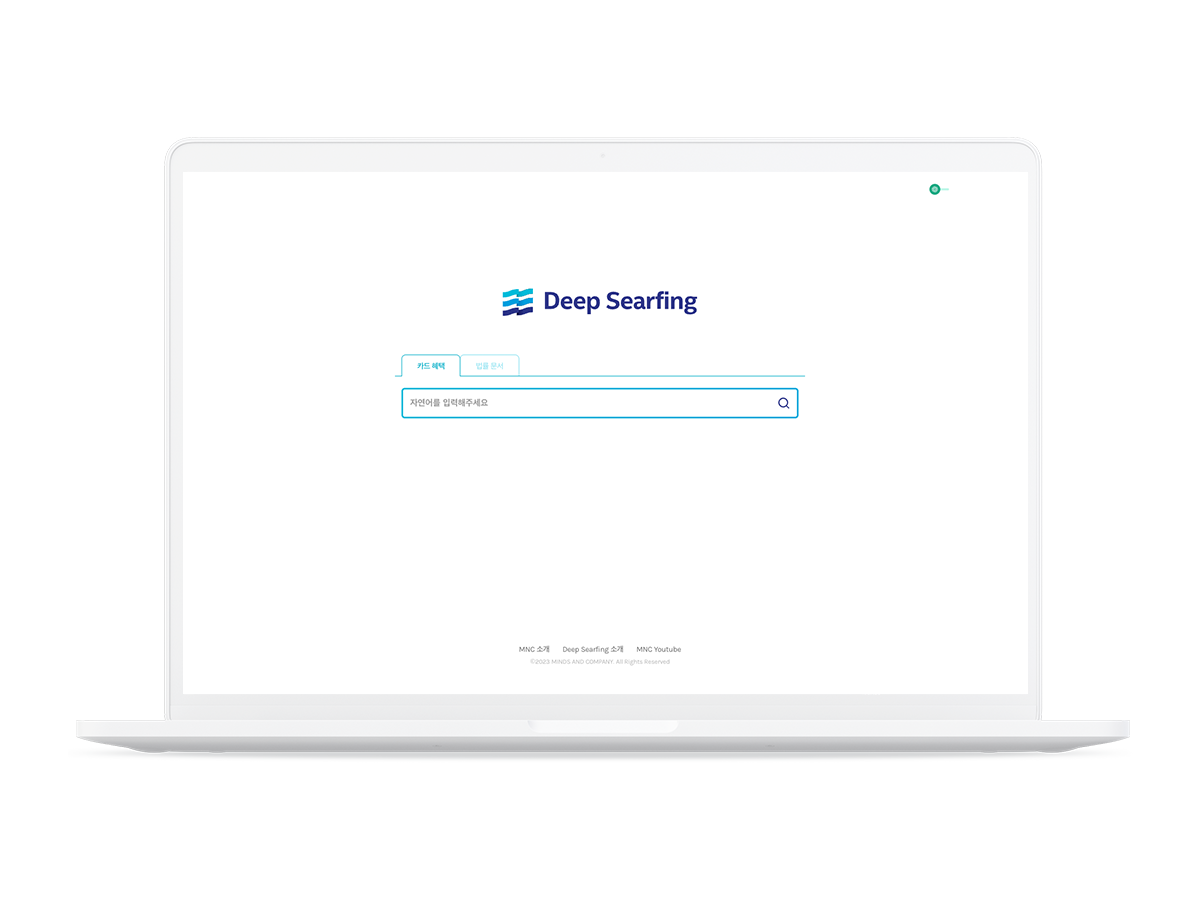 Deep Searfing
카드 혜택
법률 문서
자연어를 입력해주세요
MNC 소개 Deep Searfing 소개 MNC Youtube
©2023 MINDS AND COMPANY. All Rights Reserved